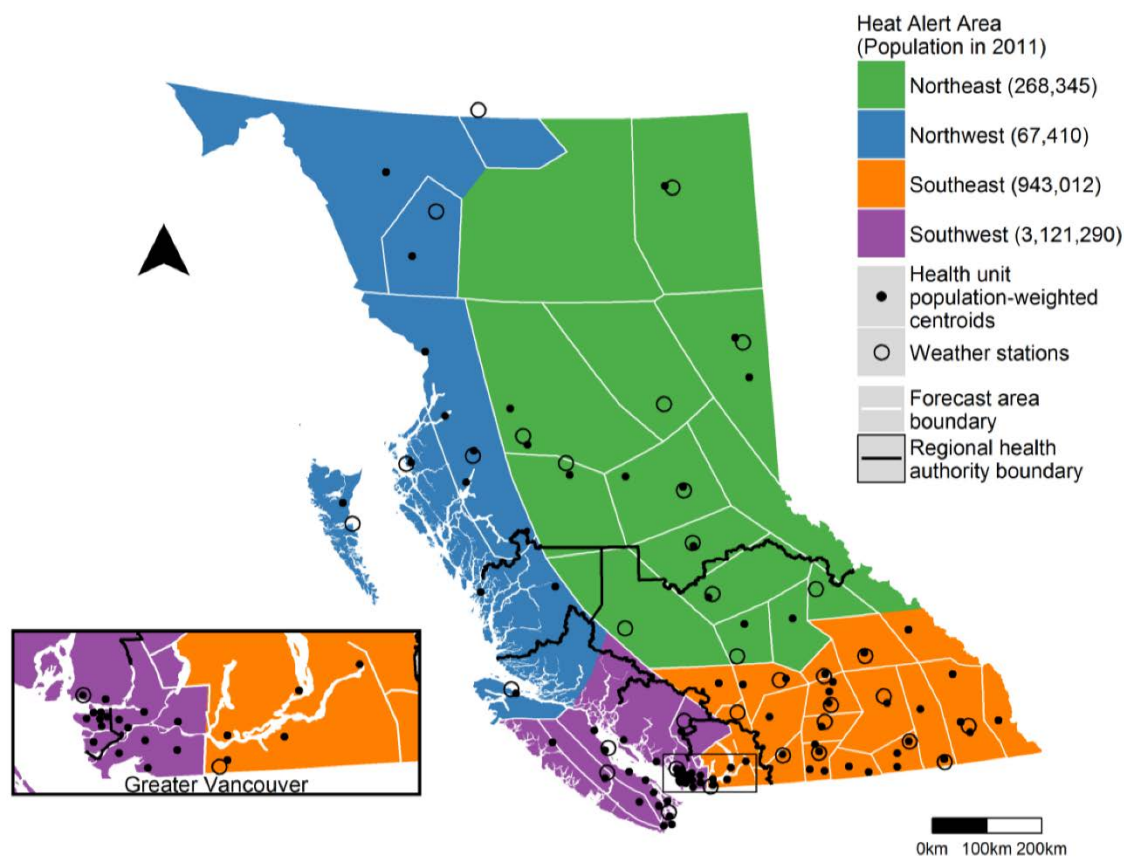 Heat Alert Area
(Population in 2011)
Northeast (268,345)
Northwest (67,410)
Southeast (943,012)
Southwest (3,121,290)
Health unit
population-weighted
centroids
Weather stations
Forecast area
boundary
Regional health
authority boundary
Greater Vancouver
0km 100km 200km